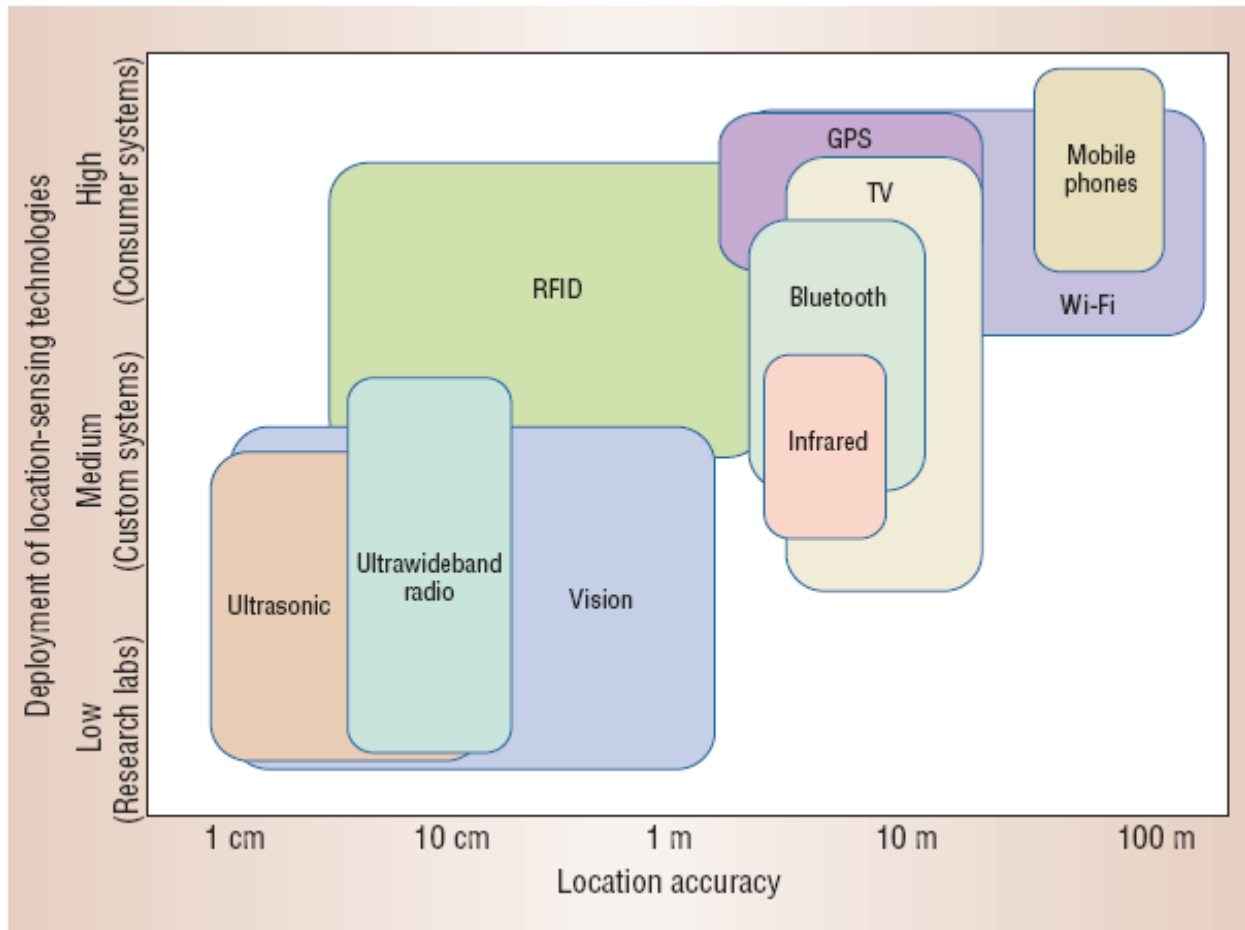 Deployment of location-sensing technologies
High
(Consumer systems)
Medium
(Custom systems)
Low
(Research labs)
GPS
Mobile
phones
TV
RFID
Bluetooth
Wi-Fi
Infrared
Ultrawideband
radio
Ultrasonic
Vision
1 cm
10 cm
1 m
10 m
100 m
Location accuracy